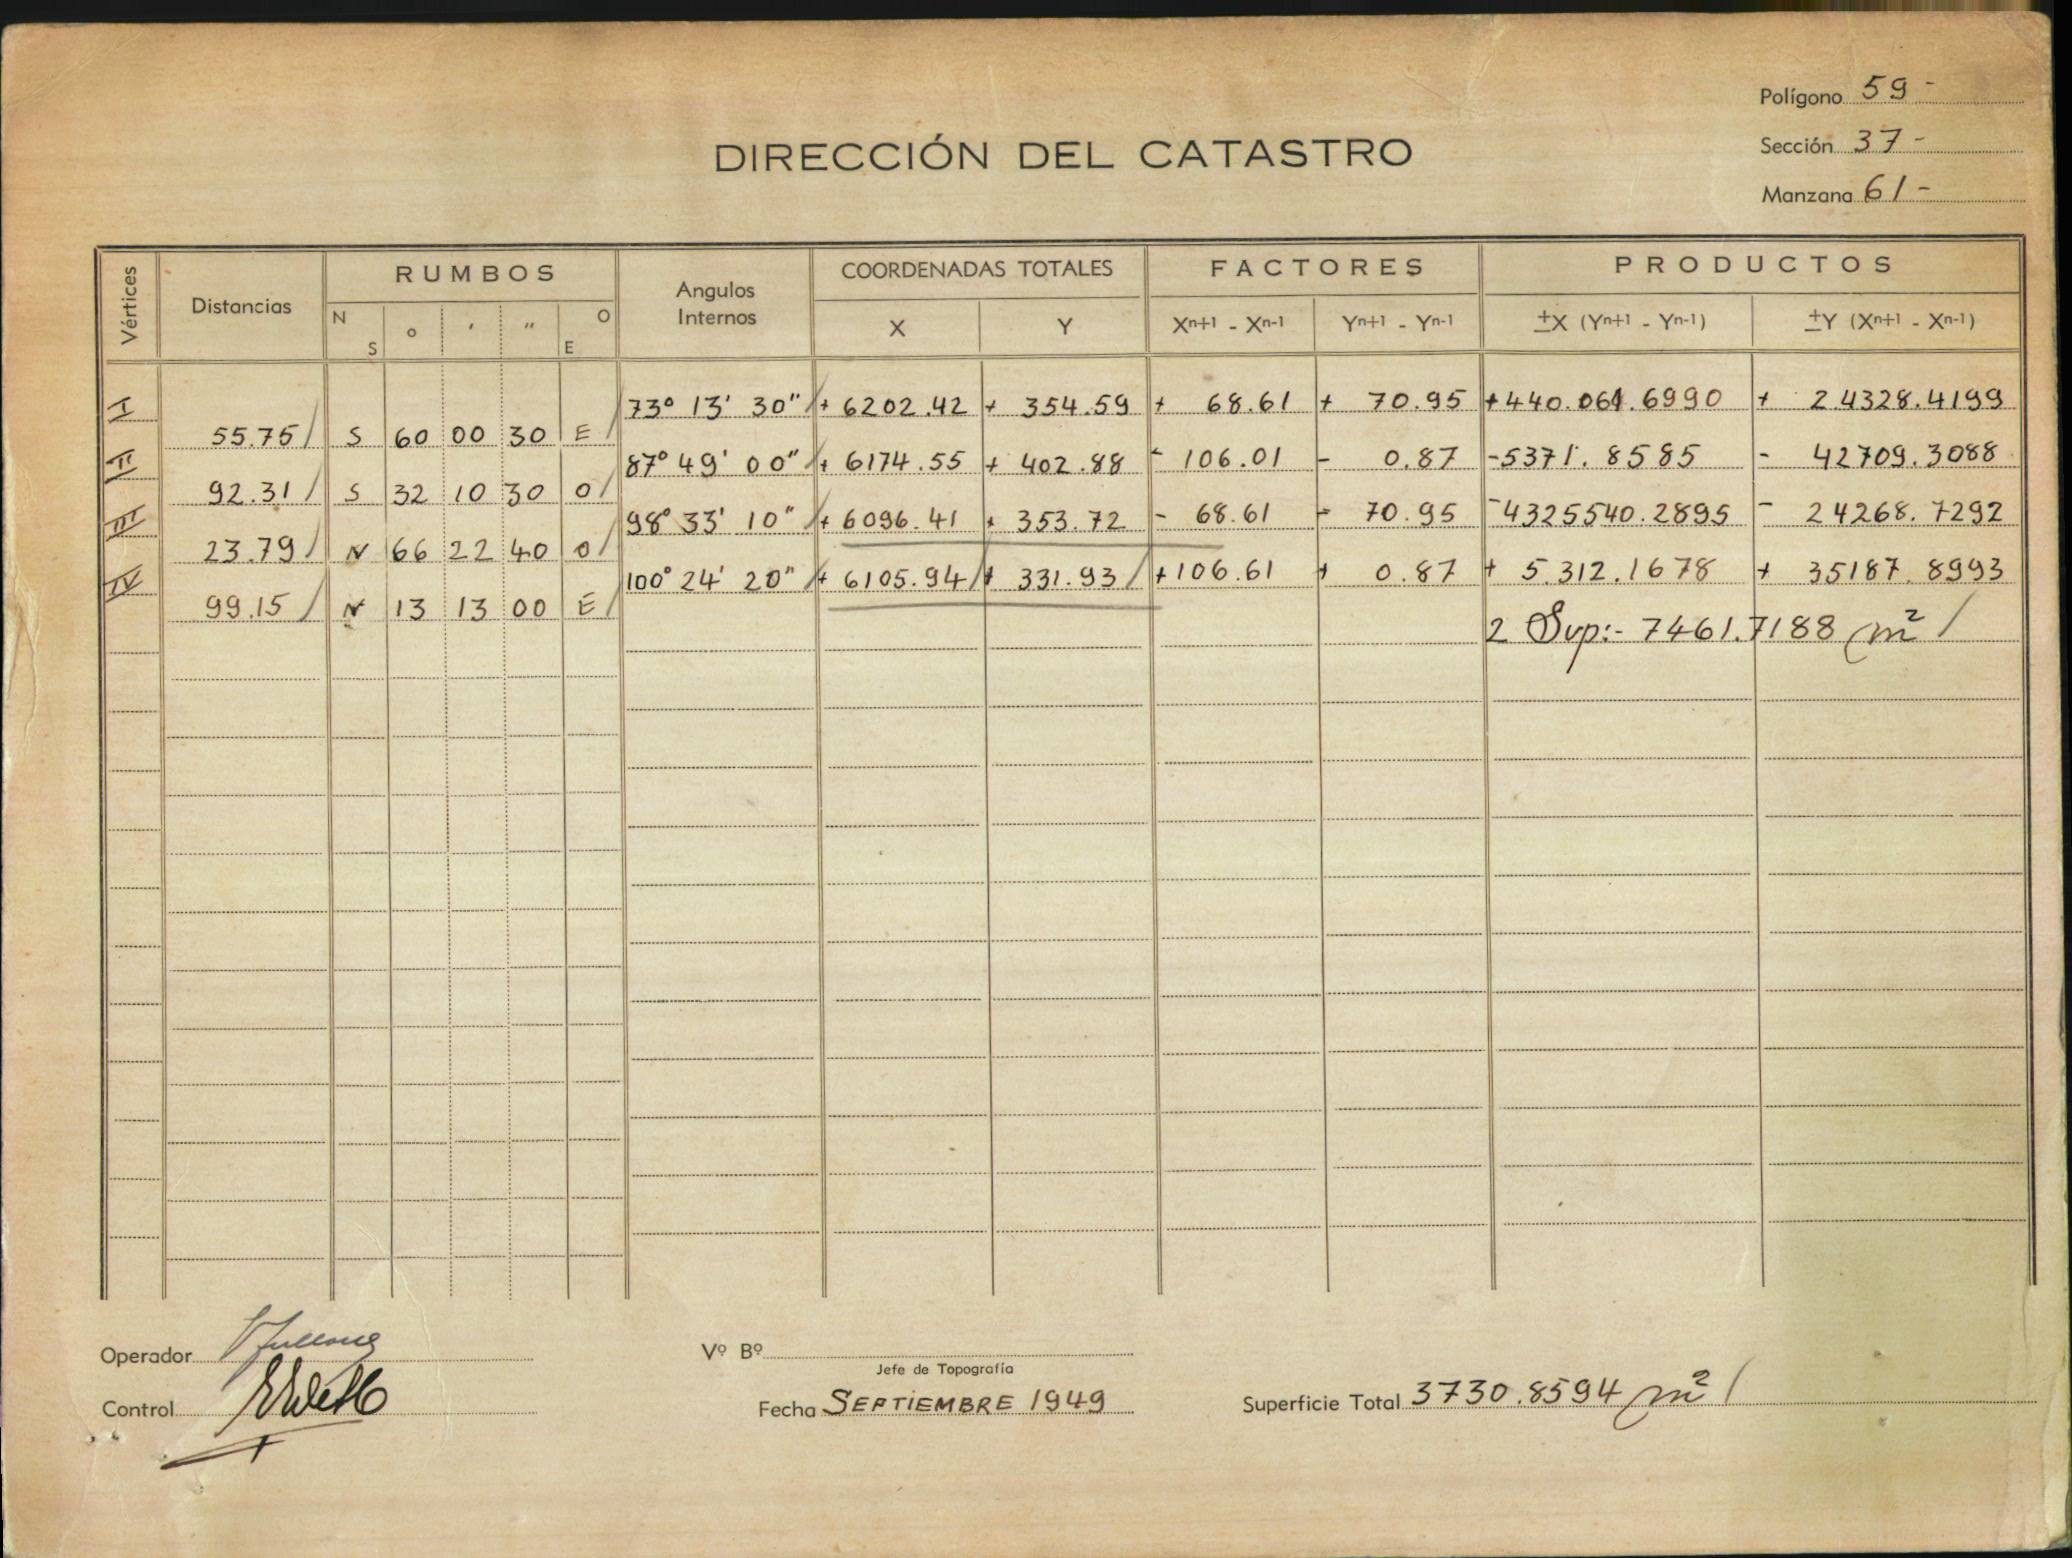 Polígono 59-
DIRECCIÓN DEL CATASTRO
Sección 37-
Manzana 61-
Vértices Distancias RUMBOS Angulos Internos COORDENADAS TOTALES FACTORES PRODUCTOS
N S ° ' " O E X Y Xn+1 - Xn-1 Yn+1 - Yn-1 ±X (Yn+1 - Yn-1) ±Y (Xn+1 - Xn-1)
I 73° 13' 30" + 6202.42 + 354.59 + 68.61 + 70.95 +440.061.6990 + 2.4328.4199
55.75 S 60 00 30 E
II 87° 49' 00" + 6174.55 + 402.88 - 106.01 - 0.87 -5371.8585 - 42709.3088
92.31 S 32 10 30 O
III 98° 33' 10" + 6096.41 + 353.72 - 68.61 - 70.95 -4325540.2895 - 24268.7292
23.79 N 66 22 40 O
IV 100° 24' 20" + 6105.94 + 331.93 +106.61 + 0.87 + 5.312.1678 + 35187.8993
99.15 N 13 13 00 E
2 Sup:- 7461.7188 m²
Operador
Vº Bº
Jefe de Topografía
Control
Fecha SEPTIEMBRE 1949
Superficie Total 3730.8594 m²